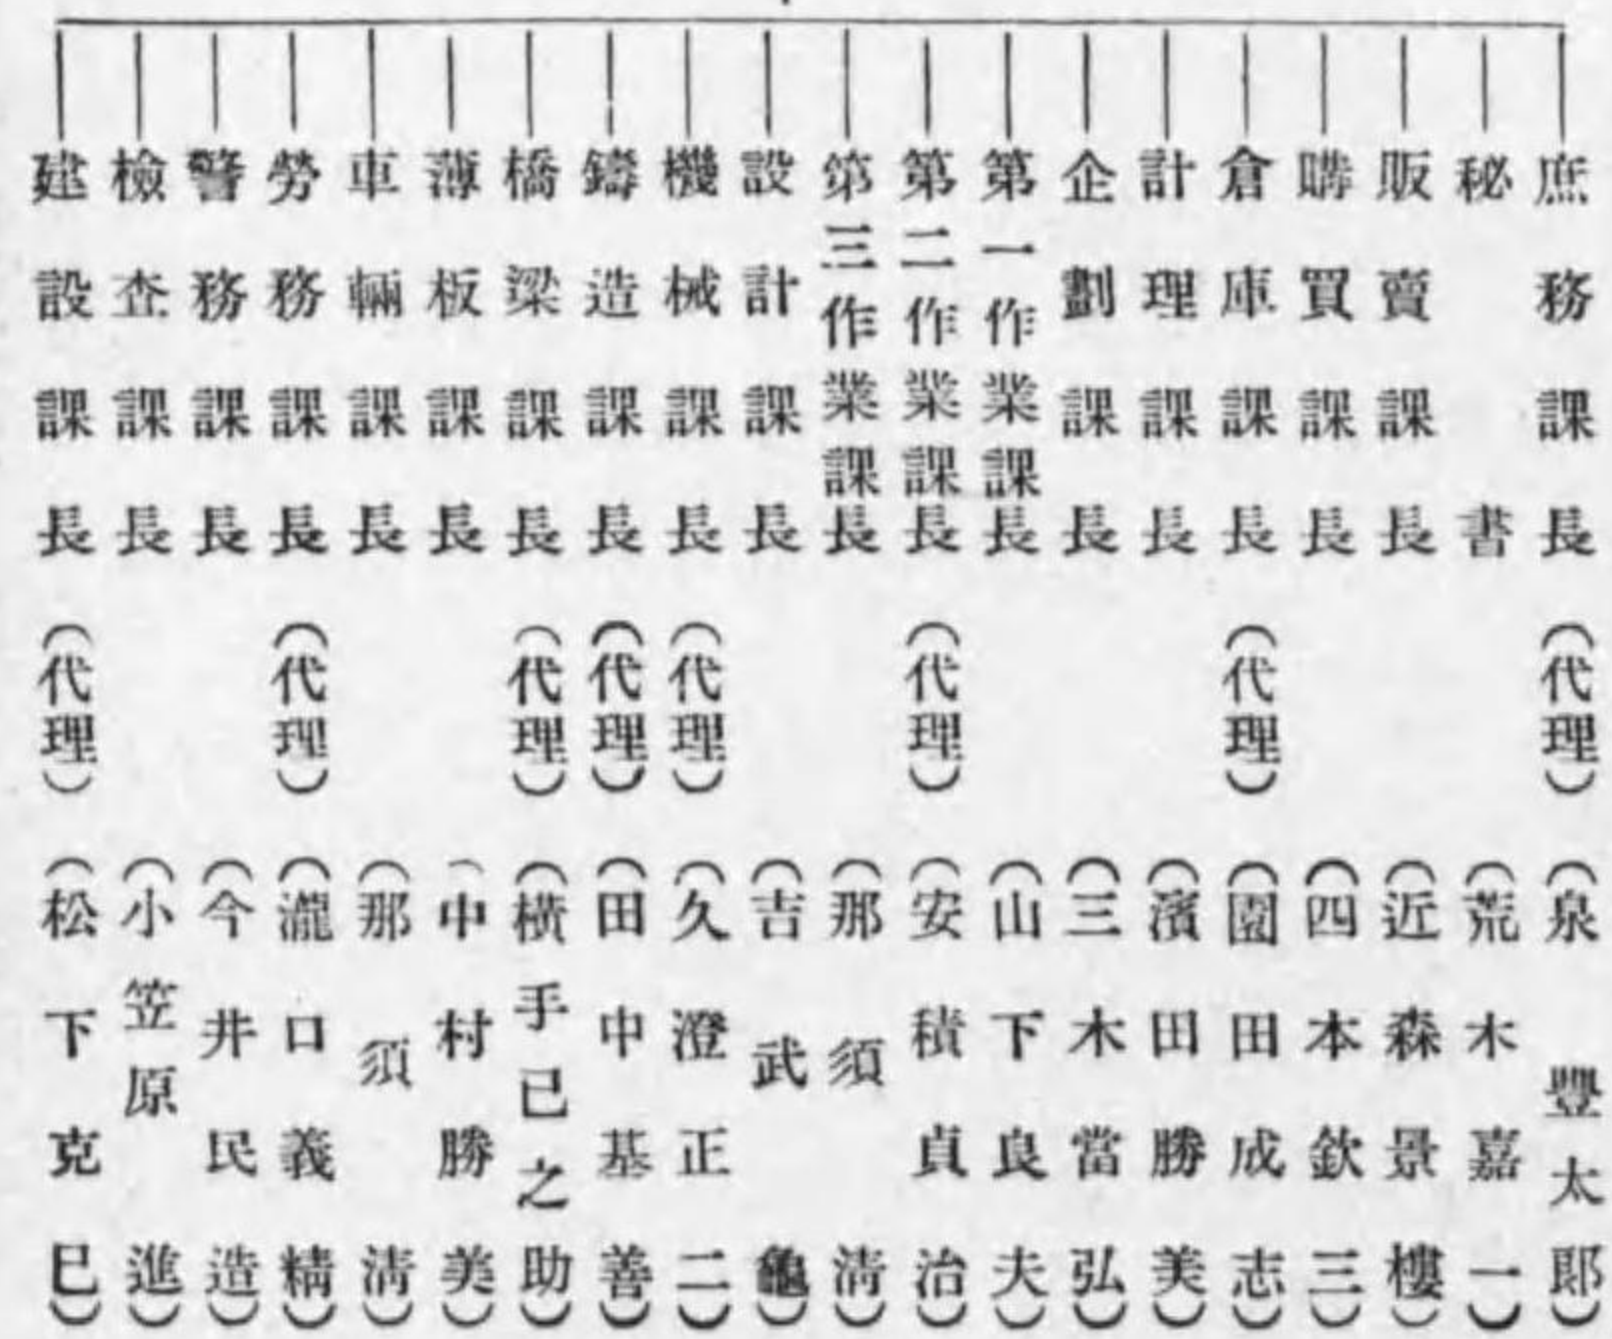 庶務課長（代理）（泉豐太郎）
秘書（荒木嘉一）
販賣課長（近森景樓）
購買課長（四本欽三）
倉庫課長（代理）（園田成志）
計理課長（濱田勝美）
企劃課長（三木當弘）
第一作業課長（山下良夫）
第二作業課長（代理）（安積貞治）
第三作業課長（那須淸）
設計課長（吉武龜）
機械課長（代理）（久澄正二）
鑄造課長（代理）（田中基善）
橋梁課長（代理）（橫手已之助）
薄板課長（中村勝美）
車輛課長（那須淸）
勞務課長（代理）（瀧口義精）
警務課長（今井民造）
檢查課長（小笠原進）
建設課長（代理）（松下克巳）